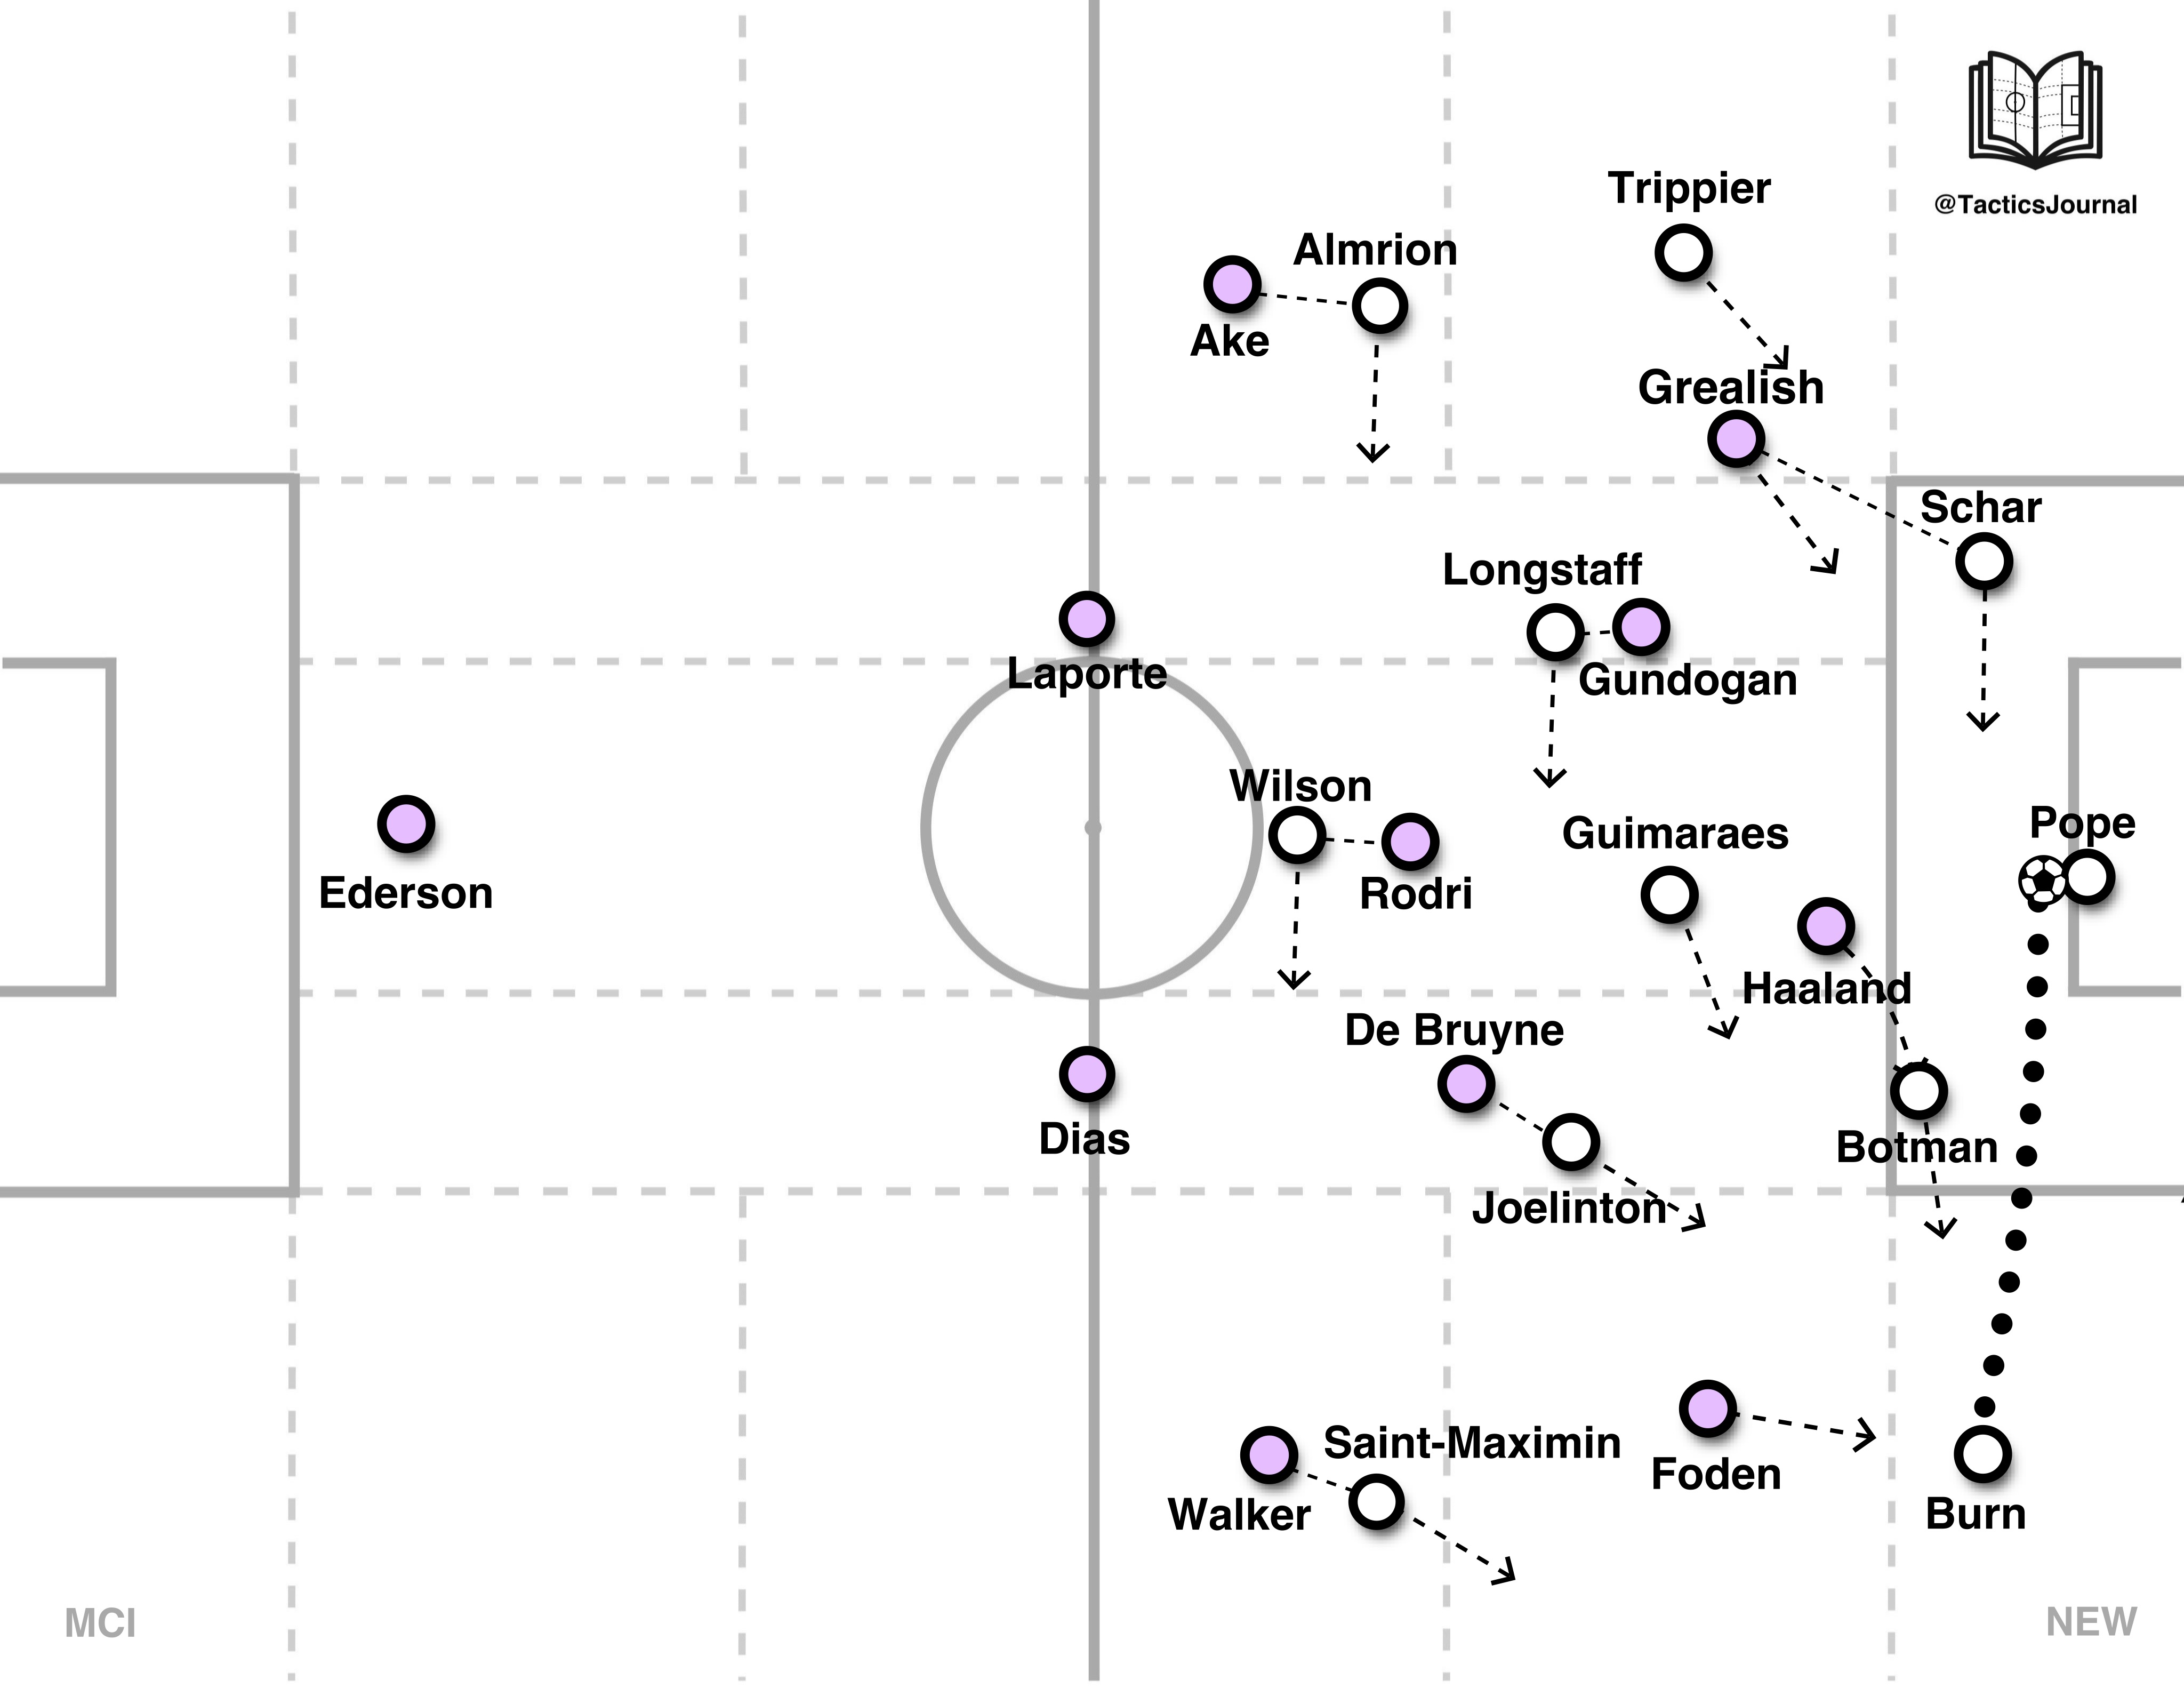 @TacticsJournal
Trippier
Almrion
Ake
Grealish
Schar
Longstaff
Laporte
Gundogan
Wilson
Pope
Guimaraes
Ederson
Rodri
Haaland
De Bruyne
Dias
Botman
Joelinton
Saint-Maximin
Foden
Walker
Burn
MCI
NEW